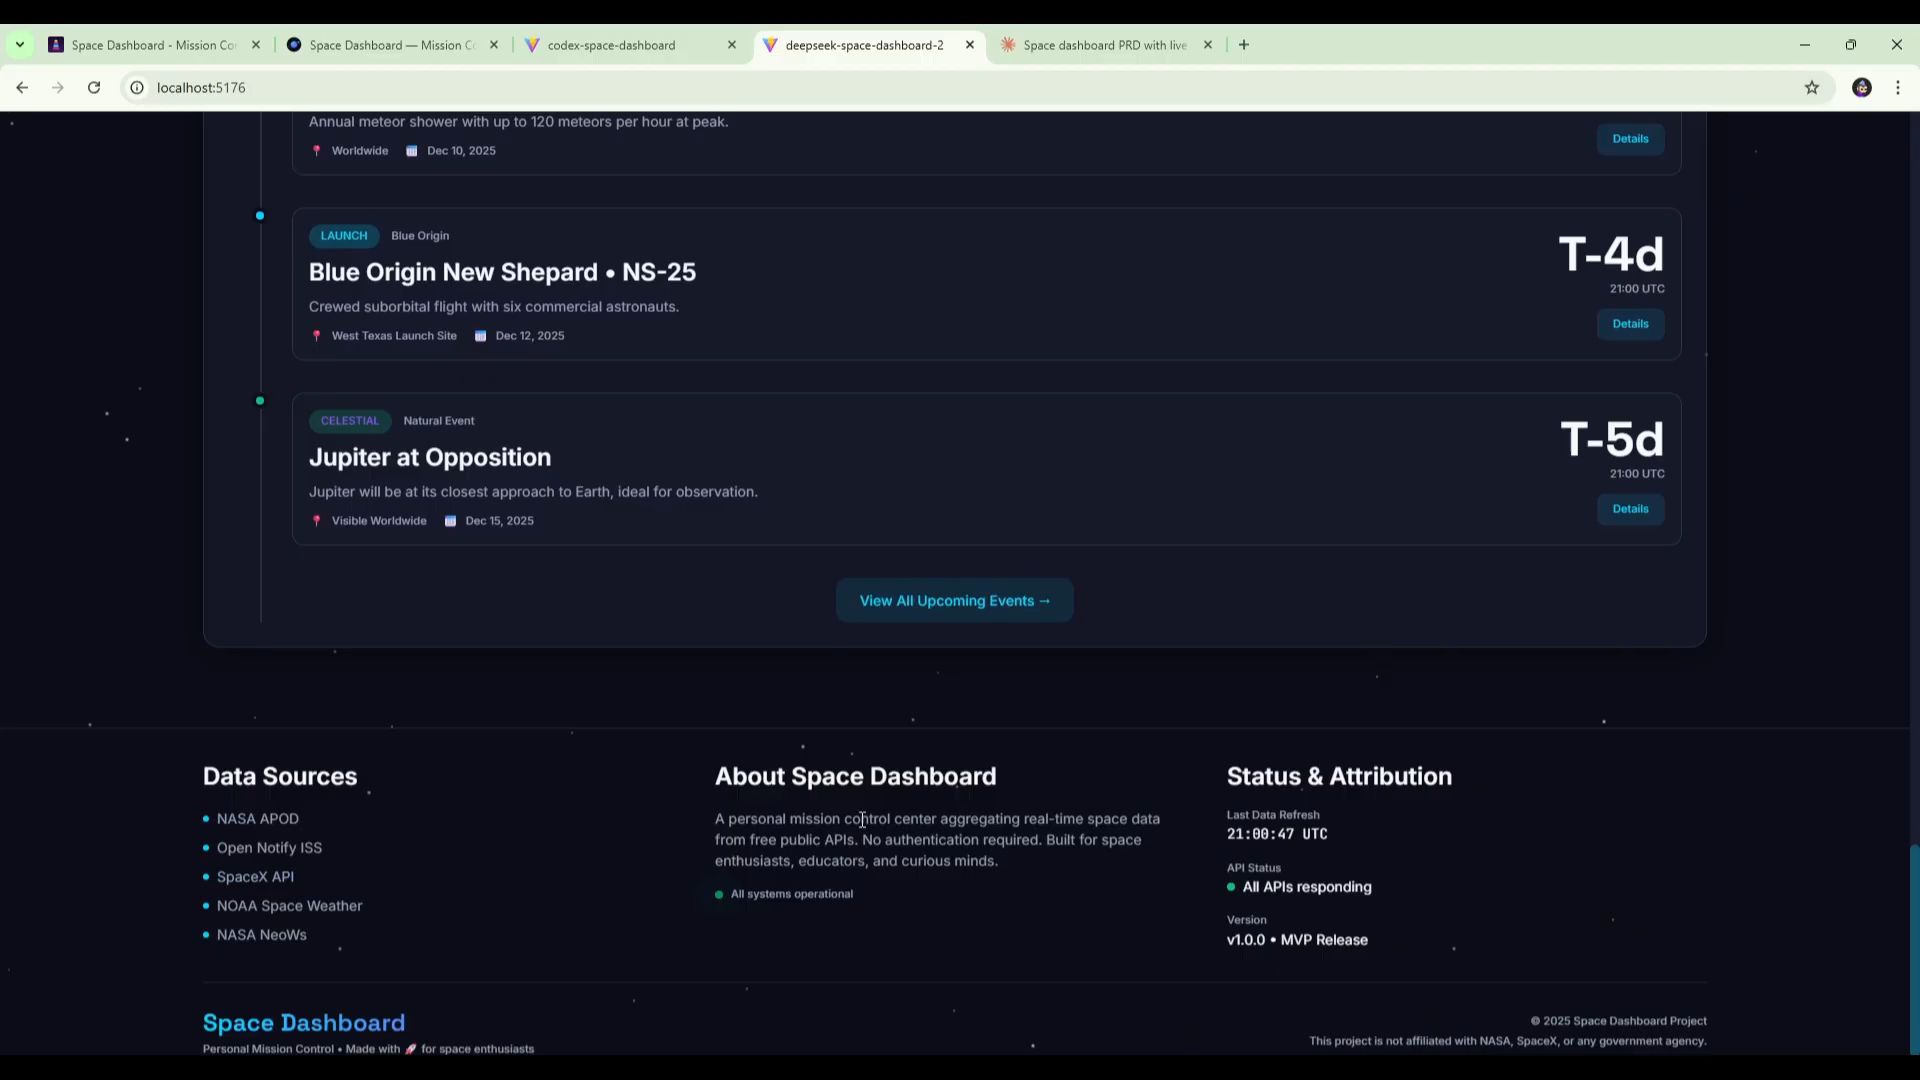 Space Dashboard - Mission Co
Space Dashboard — Mission C
codex-space-dashboard
deepseek-space-dashboard-2
Space dashboard PRD with live
localhost:5176
Annual meteor shower with up to 120 meteors per hour at peak.
Worldwide Dec 10, 2025
Details
LAUNCH Blue Origin
Blue Origin New Shepard • NS-25
Crewed suborbital flight with six commercial astronauts.
West Texas Launch Site Dec 12, 2025
T-4d
21:00 UTC
Details
CELESTIAL Natural Event
Jupiter at Opposition
Jupiter will be at its closest approach to Earth, ideal for observation.
Visible Worldwide Dec 15, 2025
T-5d
21:00 UTC
Details
View All Upcoming Events →
Data Sources
NASA APOD
Open Notify ISS
SpaceX API
NOAA Space Weather
NASA NeoWs
About Space Dashboard
A personal mission control center aggregating real-time space data
from free public APIs. No authentication required. Built for space
enthusiasts, educators, and curious minds.
All systems operational
Status & Attribution
Last Data Refresh
21:00:47 UTC
API Status
All APIs responding
Version
v1.0.0 • MVP Release
Space Dashboard
Personal Mission Control • Made with 🚀 for space enthusiasts
© 2025 Space Dashboard Project
This project is not affiliated with NASA, SpaceX, or any government agency.